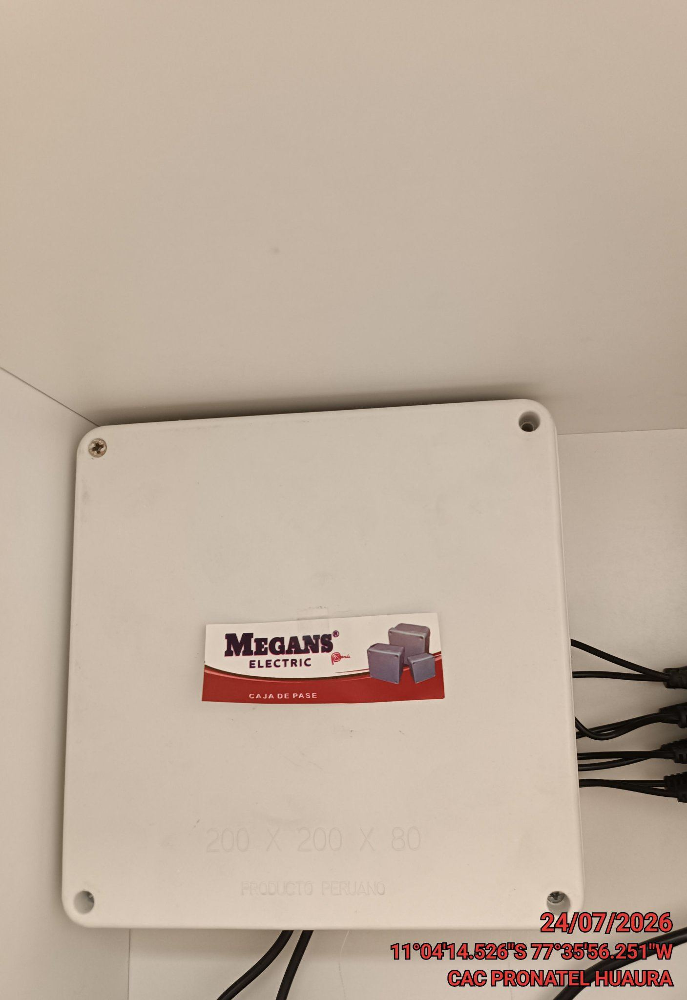 MEGANS®
Perú
ELECTRIC
CAJA DE PASE
200 X 200 X 80
PRODUCTO PERUANO
24/07/2026
11°04'14.526"S 77°35'56.251"W
CAC PRONATEL HUAURA